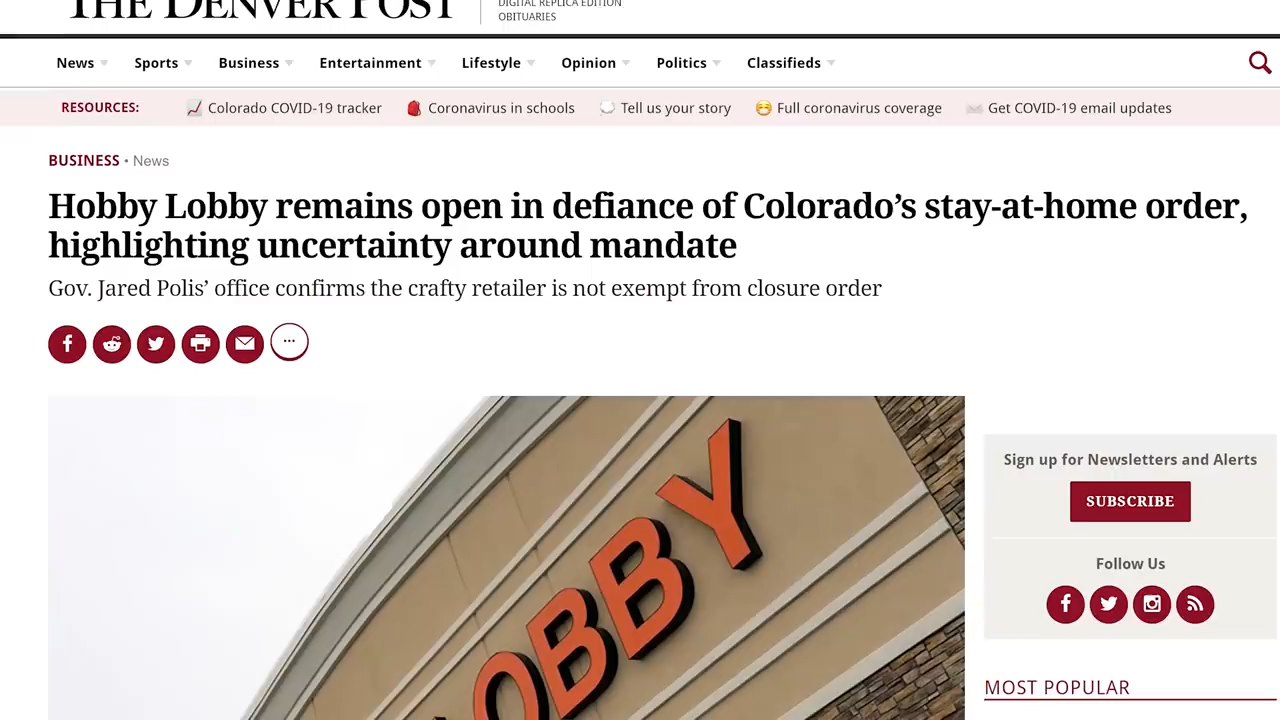 THE DENVER POST
DIGITAL REPLICA EDITION
OBITUARIES
News Sports Business Entertainment Lifestyle Opinion Politics Classifieds
RESOURCES: Colorado COVID-19 tracker Coronavirus in schools Tell us your story Full coronavirus coverage Get COVID-19 email updates
BUSINESS • News
Hobby Lobby remains open in defiance of Colorado’s stay-at-home order,
highlighting uncertainty around mandate
Gov. Jared Polis’ office confirms the crafty retailer is not exempt from closure order
LOBBY
Sign up for Newsletters and Alerts
SUBSCRIBE
Follow Us
MOST POPULAR